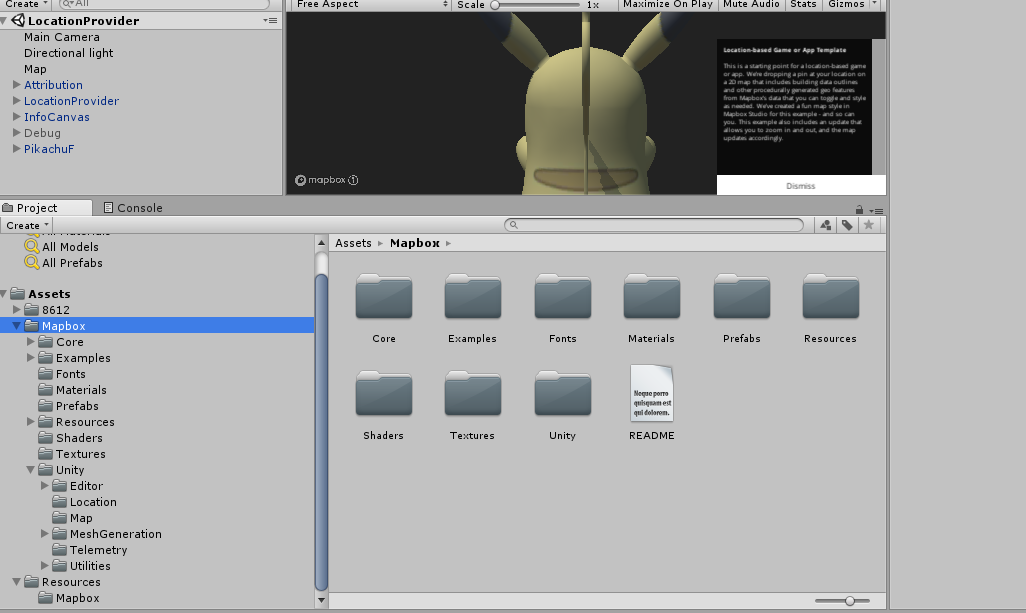 Create
All
Free Aspect
Scale
1x
Maximize On Play
Mute Audio
Stats
Gizmos
LocationProvider
Main Camera
Directional light
Map
Attribution
LocationProvider
InfoCanvas
Debug
PikachuF
Location-based Game or App Template
This is a starting point for a location-based game
or app. We're dropping a pin at your location on
a 2D map that includes building data outlines
and other procedurally generated geo features
from Mapbox's data that you can toggle and style
as needed. We've created a fun map style in
Mapbox Studio for this example - and so can
you. This example also includes an update that
allows you to zoom in and out, and the map
updates accordingly.
mapbox
Dismiss
Project
Console
Create
All Materials
All Models
All Prefabs
Assets
8612
Mapbox
Core
Examples
Fonts
Materials
Prefabs
Resources
Shaders
Textures
Unity
Editor
Location
Map
MeshGeneration
Telemetry
Utilities
Resources
Mapbox
Assets
Mapbox
Core
Examples
Fonts
Materials
Prefabs
Resources
Neque porro
quisquam est
qui dolorem.
Shaders
Textures
Unity
README